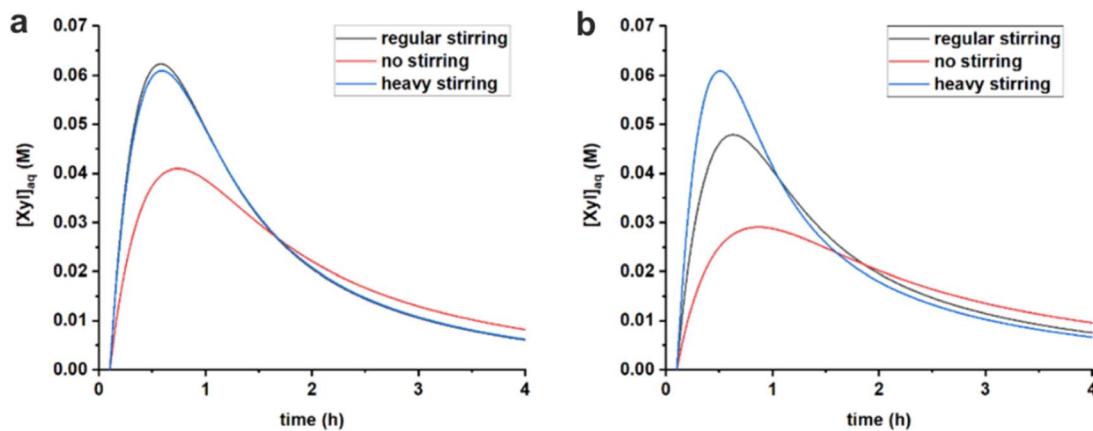 a
0.07
0.06
0.05
0.04
0.03
0.02
0.01
0.00
[Xyl]aq (M)
regular stirring
no stirring
heavy stirring
0
1
2
3
4
time (h)
b
0.07
0.06
0.05
0.04
0.03
0.02
0.01
0.00
[Xyl]aq (M)
regular stirring
no stirring
heavy stirring
0
1
2
3
4
time (h)